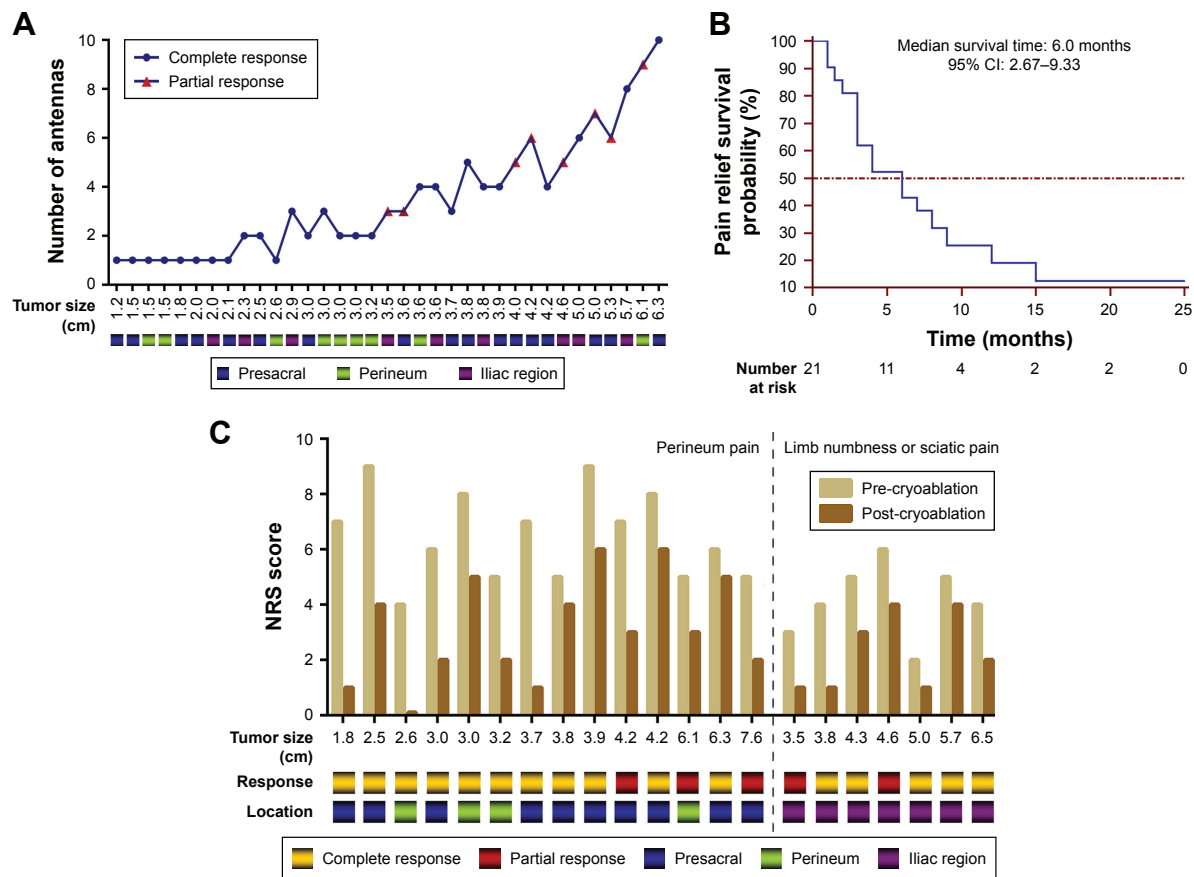 A
Number of antennas
10
8
6
4
2
0
Complete response
Partial response
Tumor size
(cm)
1.2 1.5 1.5 1.5 1.8 2.0 2.0 2.1 2.3 2.5 2.6 2.9 3.0 3.0 3.0 3.0 3.2 3.5 3.6 3.6 3.6 3.7 3.8 3.8 3.9 4.0 4.2 4.2 4.6 5.0 5.0 5.3 5.7 6.1 6.3
Presacral Perineum Iliac region
B
Pain relief survival
probability (%)
100
90
80
70
60
50
40
30
20
10
Median survival time: 6.0 months
95% CI: 2.67–9.33
0 5 10 15 20 25
Time (months)
Number
at risk
21 11 4 2 2 0
C
NRS score
10
8
6
4
2
0
Perineum pain
Limb numbness or sciatic pain
Pre-cryoablation
Post-cryoablation
Tumor size
(cm)
1.8 2.5 2.6 3.0 3.0 3.2 3.7 3.8 3.9 4.2 4.2 6.1 6.3 7.6 3.5 3.8 4.3 4.6 5.0 5.7 6.5
Response
Location
Complete response Partial response Presacral Perineum Iliac region